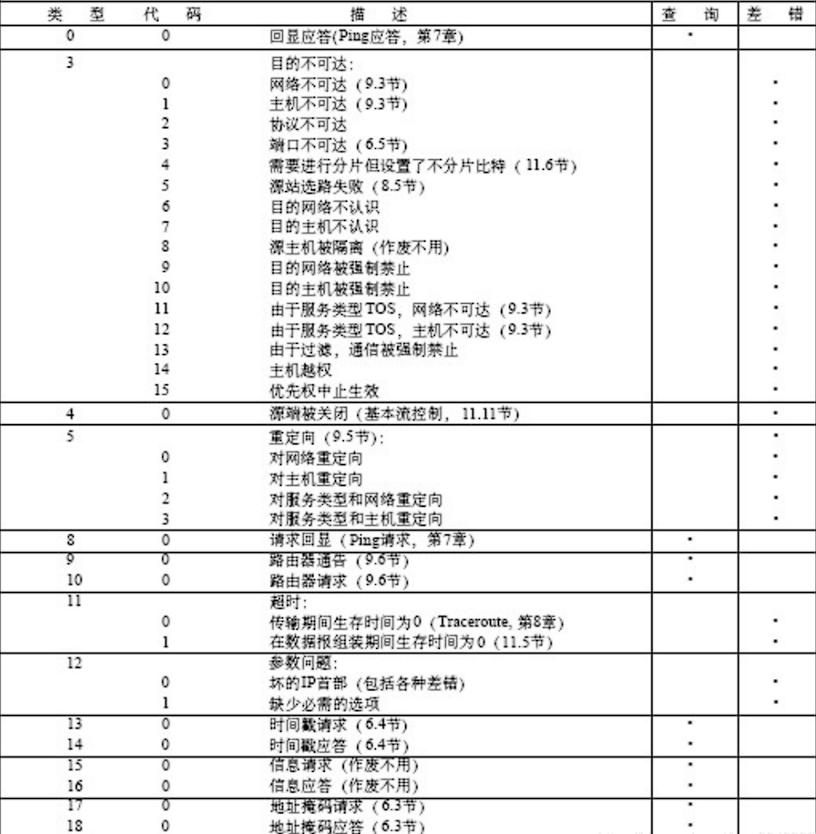 类 型 代 码 描 述 查 询 差 错
0 0 回显应答(Ping应答，第7章) ·
3 目的不可达：
0 网络不可达（9.3节） ·
1 主机不可达（9.3节） ·
2 协议不可达 ·
3 端口不可达（6.5节） ·
4 需要进行分片但设置了不分片比特（11.6节） ·
5 源站选路失败（8.5节） ·
6 目的网络不认识 ·
7 目的主机不认识 ·
8 源主机被隔离（作废不用） ·
9 目的网络被强制禁止 ·
10 目的主机被强制禁止 ·
11 由于服务类型TOS，网络不可达（9.3节） ·
12 由于服务类型TOS，主机不可达（9.3节） ·
13 由于过滤，通信被强制禁止 ·
14 主机越权 ·
15 优先权中止生效 ·
4 0 源端被关闭（基本流控制，11.11节） ·
5 重定向（9.5节）： ·
0 对网络重定向 ·
1 对主机重定向 ·
2 对服务类型和网络重定向 ·
3 对服务类型和主机重定向 ·
8 0 请求回显（Ping请求，第7章） ·
9 0 路由器通告（9.6节） ·
10 0 路由器请求（9.6节） ·
11 超时：
0 传输期间生存时间为0（Traceroute, 第8章） ·
1 在数据报组装期间生存时间为0（11.5节） ·
12 参数问题：
0 坏的IP首部（包括各种差错） ·
1 缺少必需的选项 ·
13 0 时间戳请求（6.4节） ·
14 0 时间戳应答（6.4节） ·
15 0 信息请求（作废不用） ·
16 0 信息应答（作废不用） ·
17 0 地址掩码请求（6.3节） ·
18 0 地址掩码应答（6.3节） ·